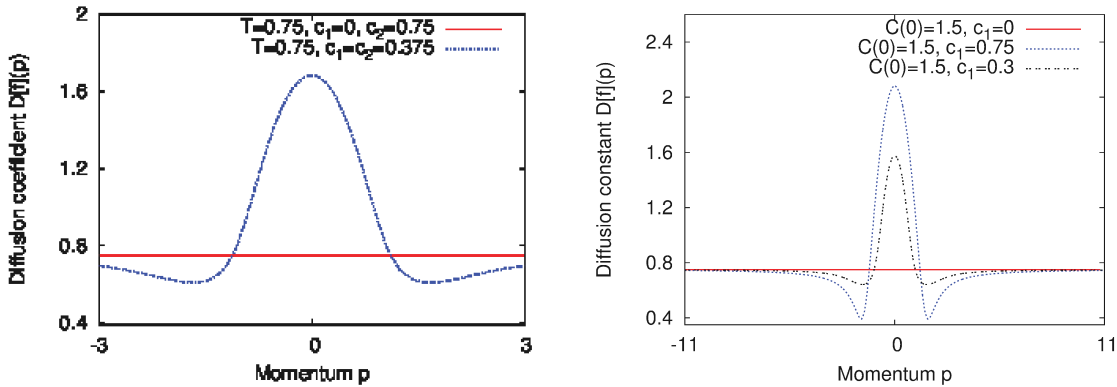 T=0.75, c₁=0, c₂=0.75
T=0.75, c₁=c₂=0.375
Diffusion coefficient D[f](p)
2
1.6
1.2
0.8
0.4
-3
0
3
Momentum p
C(0)=1.5, c₁=0
C(0)=1.5, c₁=0.75
C(0)=1.5, c₁=0.3
Diffusion constant D[f](p)
2.4
2
1.6
1.2
0.8
0.4
-11
0
11
Momentum p